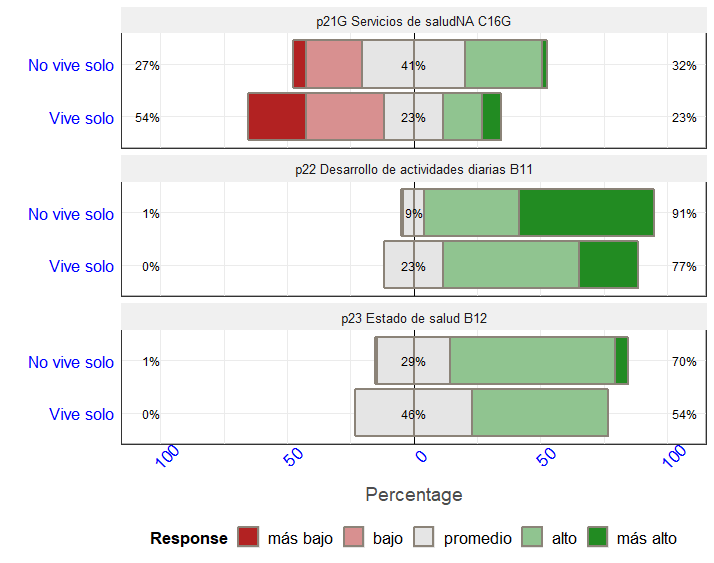 p21G Servicios de saludNA C16G
No vive solo 27% 41% 32%
Vive solo 54% 23% 23%
p22 Desarrollo de actividades diarias B11
No vive solo 1% 9% 91%
Vive solo 0% 23% 77%
p23 Estado de salud B12
No vive solo 1% 29% 70%
Vive solo 0% 46% 54%
100 50 0 50 100
Percentage
Response más bajo bajo promedio alto más alto